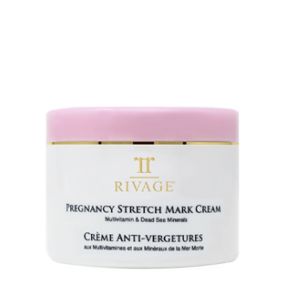 RIVAGE
PREGNANCY STRETCH MARK CREAM
Multivitamin & Dead Sea Minerals
CRÈME ANTI-VERGETURES
aux Multivitamines et aux Minéraux de la Mer Morte